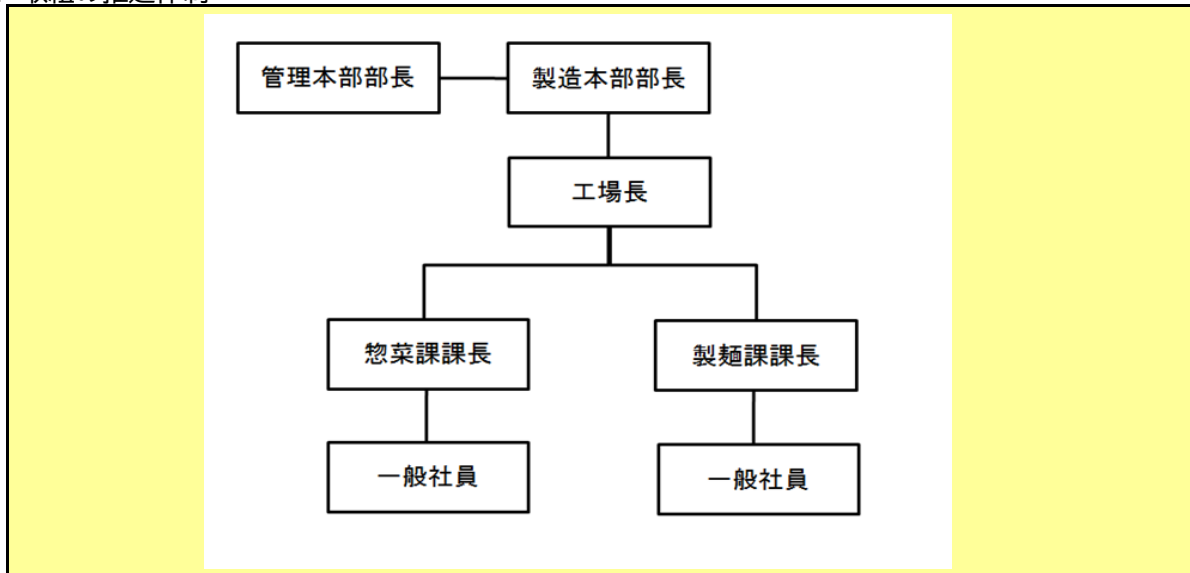 管理本部部長
製造本部部長
工場長
惣菜課課長
製麺課課長
一般社員
一般社員